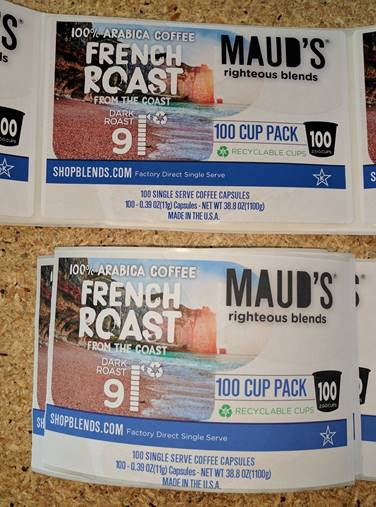 100% ARABICA COFFEE
FRENCH
ROAST
FROM THE COAST
DARK
ROAST
9
MAUD'S
righteous blends
100 CUP PACK
100
RECYCLABLE CUPS
SHOPBLENDS.COM Factory Direct Single Serve
100 SINGLE SERVE COFFEE CAPSULES
100 - 0.39 OZ(11g) Capsules - NET WT 38.8 OZ(1100g)
MADE IN THE U.S.A.
100% ARABICA COFFEE
FRENCH
ROAST
FROM THE COAST
DARK
ROAST
9
MAUD'S
righteous blends
100 CUP PACK
100
RECYCLABLE CUPS
SHOPBLENDS.COM Factory Direct Single Serve
100 SINGLE SERVE COFFEE CAPSULES
100 - 0.39 OZ(11g) Capsules - NET WT 38.8 OZ(1100g)
MADE IN THE U.S.A.